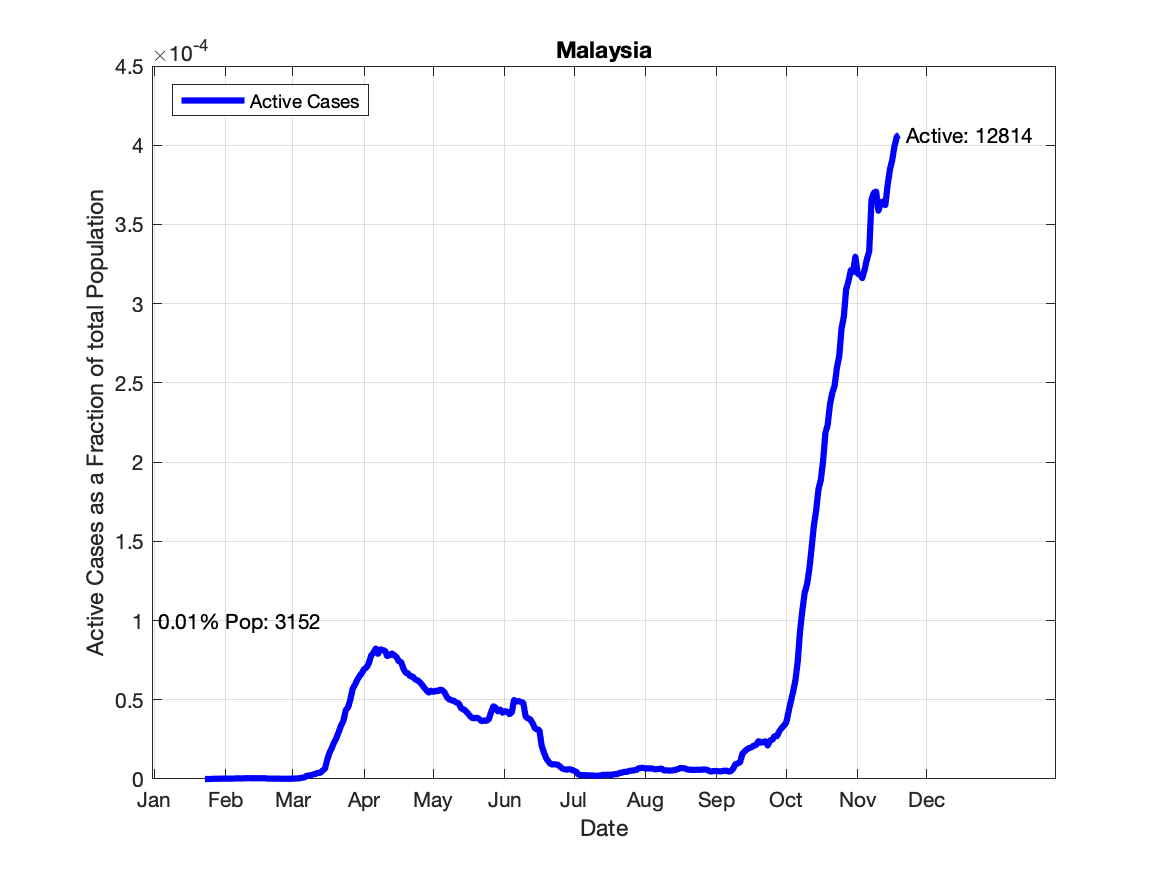 Malaysia
×10-4
4.5
4
3.5
3
2.5
2
1.5
1
0.5
0
Active Cases
Active: 12814
0.01% Pop: 3152
Active Cases as a Fraction of total Population
Jan Feb Mar Apr May Jun Jul Aug Sep Oct Nov Dec
Date